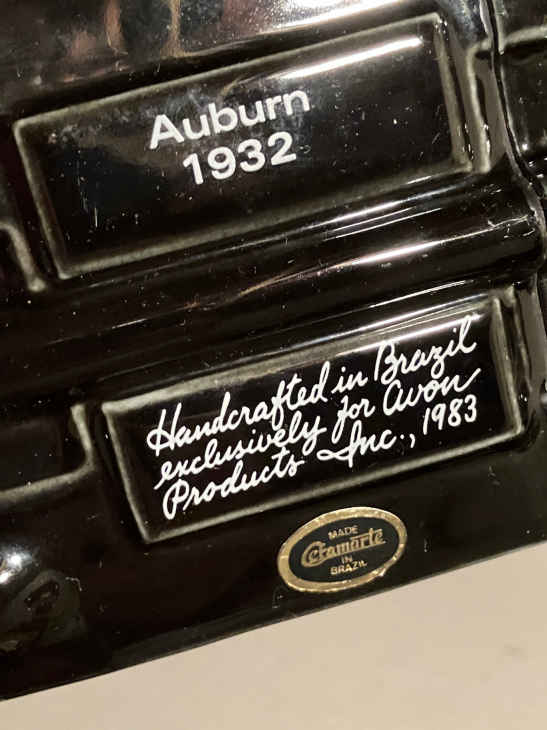 Auburn
1932
Handcrafted in Brazil
exclusively for Avon
Products Inc., 1983
MADE
Ceramarte
IN
BRAZIL